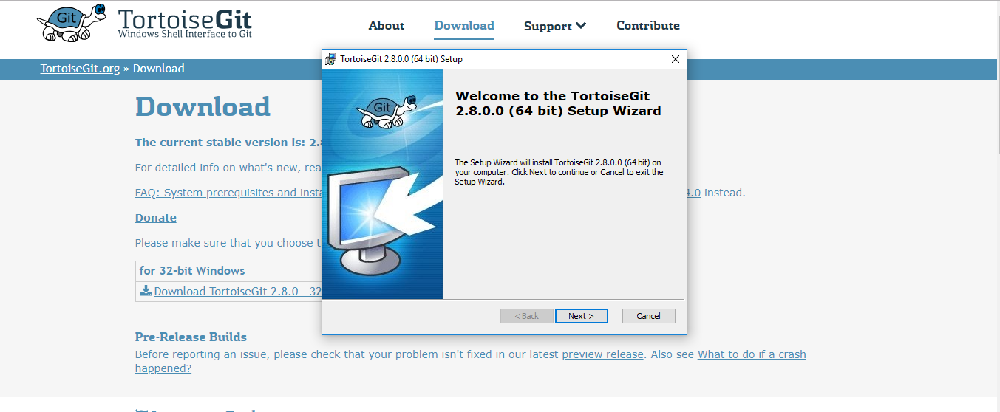 Git
TortoiseGit
Windows Shell Interface to Git
About Download Support Contribute
TortoiseGit.org » Download
Download
The current stable version is: 2.
For detailed info on what's new, rea
FAQ: System prerequisites and insta
4.0 instead.
Donate
Please make sure that you choose t
for 32-bit Windows
Download TortoiseGit 2.8.0 - 32
Pre-Release Builds
Before reporting an issue, please check that your problem isn't fixed in our latest preview release. Also see What to do if a crash
happened?
TortoiseGit 2.8.0.0 (64 bit) Setup
Git
Welcome to the TortoiseGit
2.8.0.0 (64 bit) Setup Wizard
The Setup Wizard will install TortoiseGit 2.8.0.0 (64 bit) on
your computer. Click Next to continue or Cancel to exit the
Setup Wizard.
< Back Next > Cancel